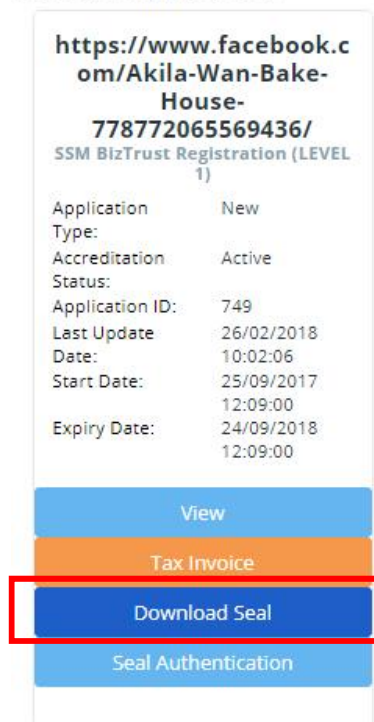 https://www.facebook.c
om/Akila-Wan-Bake-
House-
778772065569436/
SSM BizTrust Registration (LEVEL
1)
Application New
Type:
Accreditation Active
Status:
Application ID: 749
Last Update 26/02/2018
Date: 10:02:06
Start Date: 25/09/2017
12:09:00
Expiry Date: 24/09/2018
12:09:00
View
Tax Invoice
Download Seal
Seal Authentication